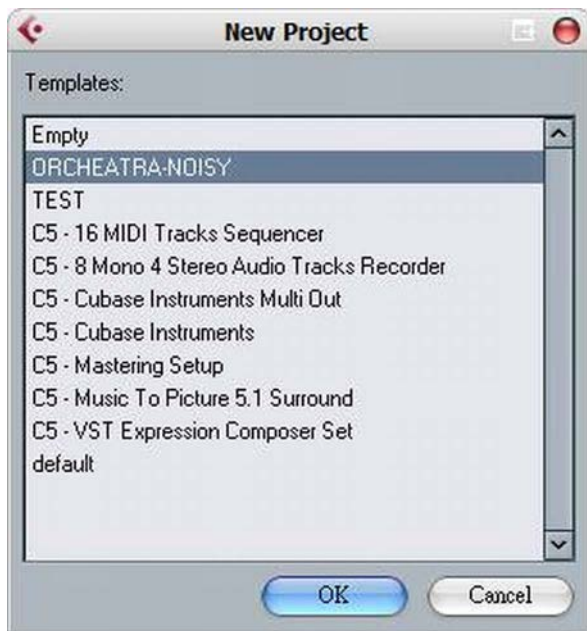 New Project
Templates:
Empty
ORCHEATRA-NOISY
TEST
C5 - 16 MIDI Tracks Sequencer
C5 - 8 Mono 4 Stereo Audio Tracks Recorder
C5 - Cubase Instruments Multi Out
C5 - Cubase Instruments
C5 - Mastering Setup
C5 - Music To Picture 5.1 Surround
C5 - VST Expression Composer Set
default
OK Cancel